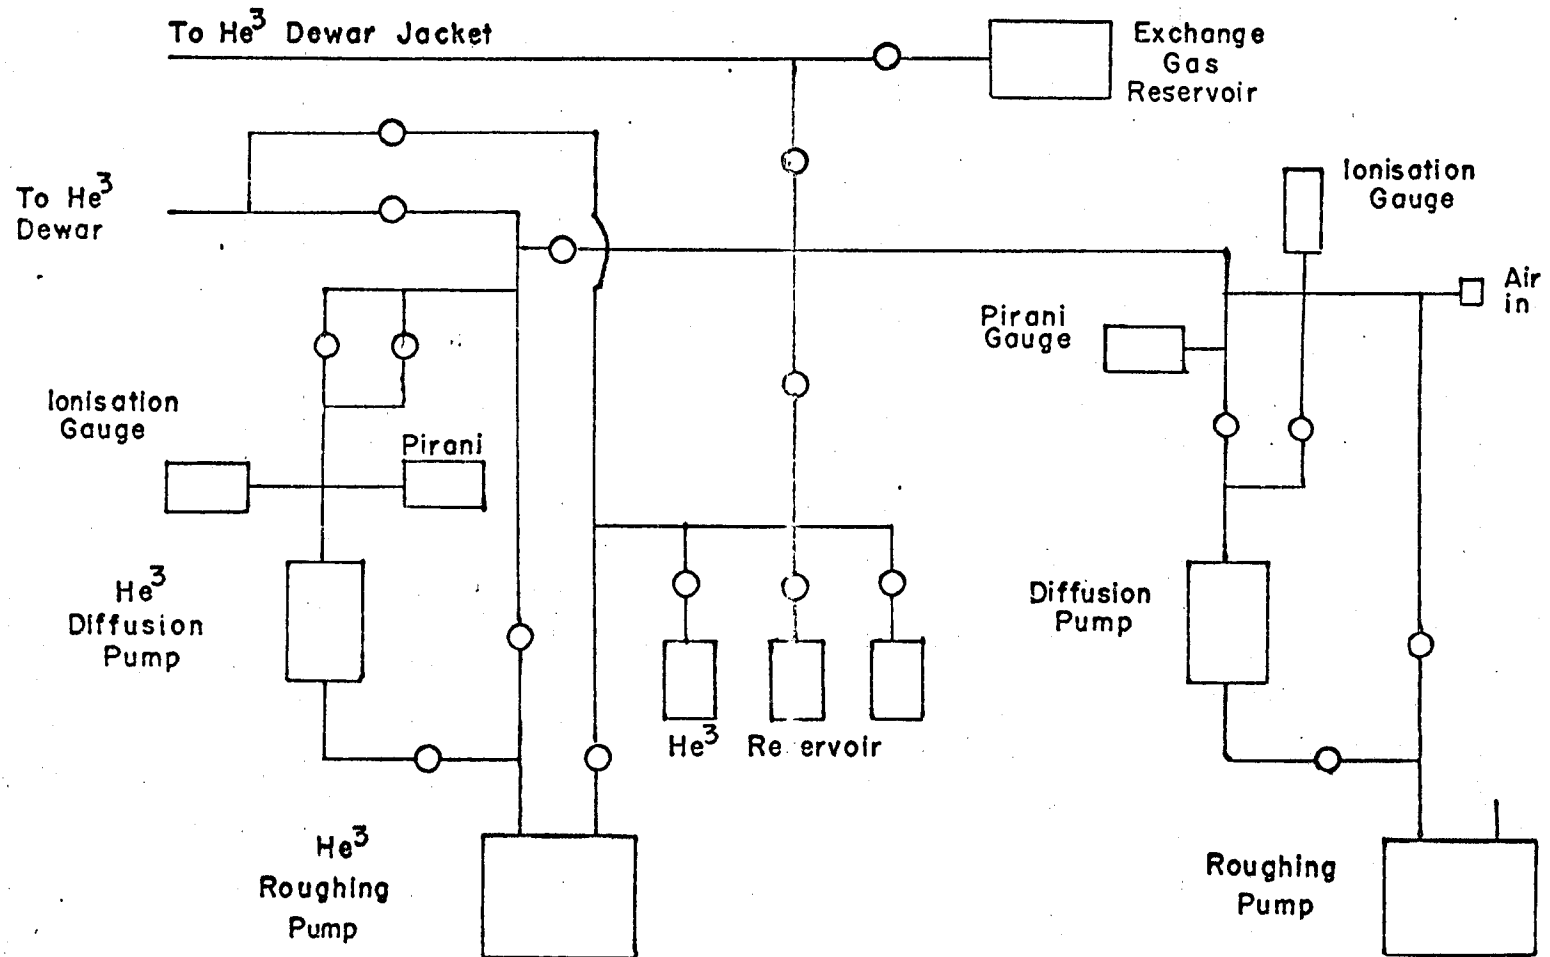 To He³ Dewar Jacket
Exchange
Gas
Reservoir
To He³
Dewar
Ionisation
Gauge
Air
in
Pirani
Gauge
Ionisation
Gauge
Pirani
He³
Diffusion
Pump
Diffusion
Pump
He³ Re ervoir
He³
Roughing
Pump
Roughing
Pump